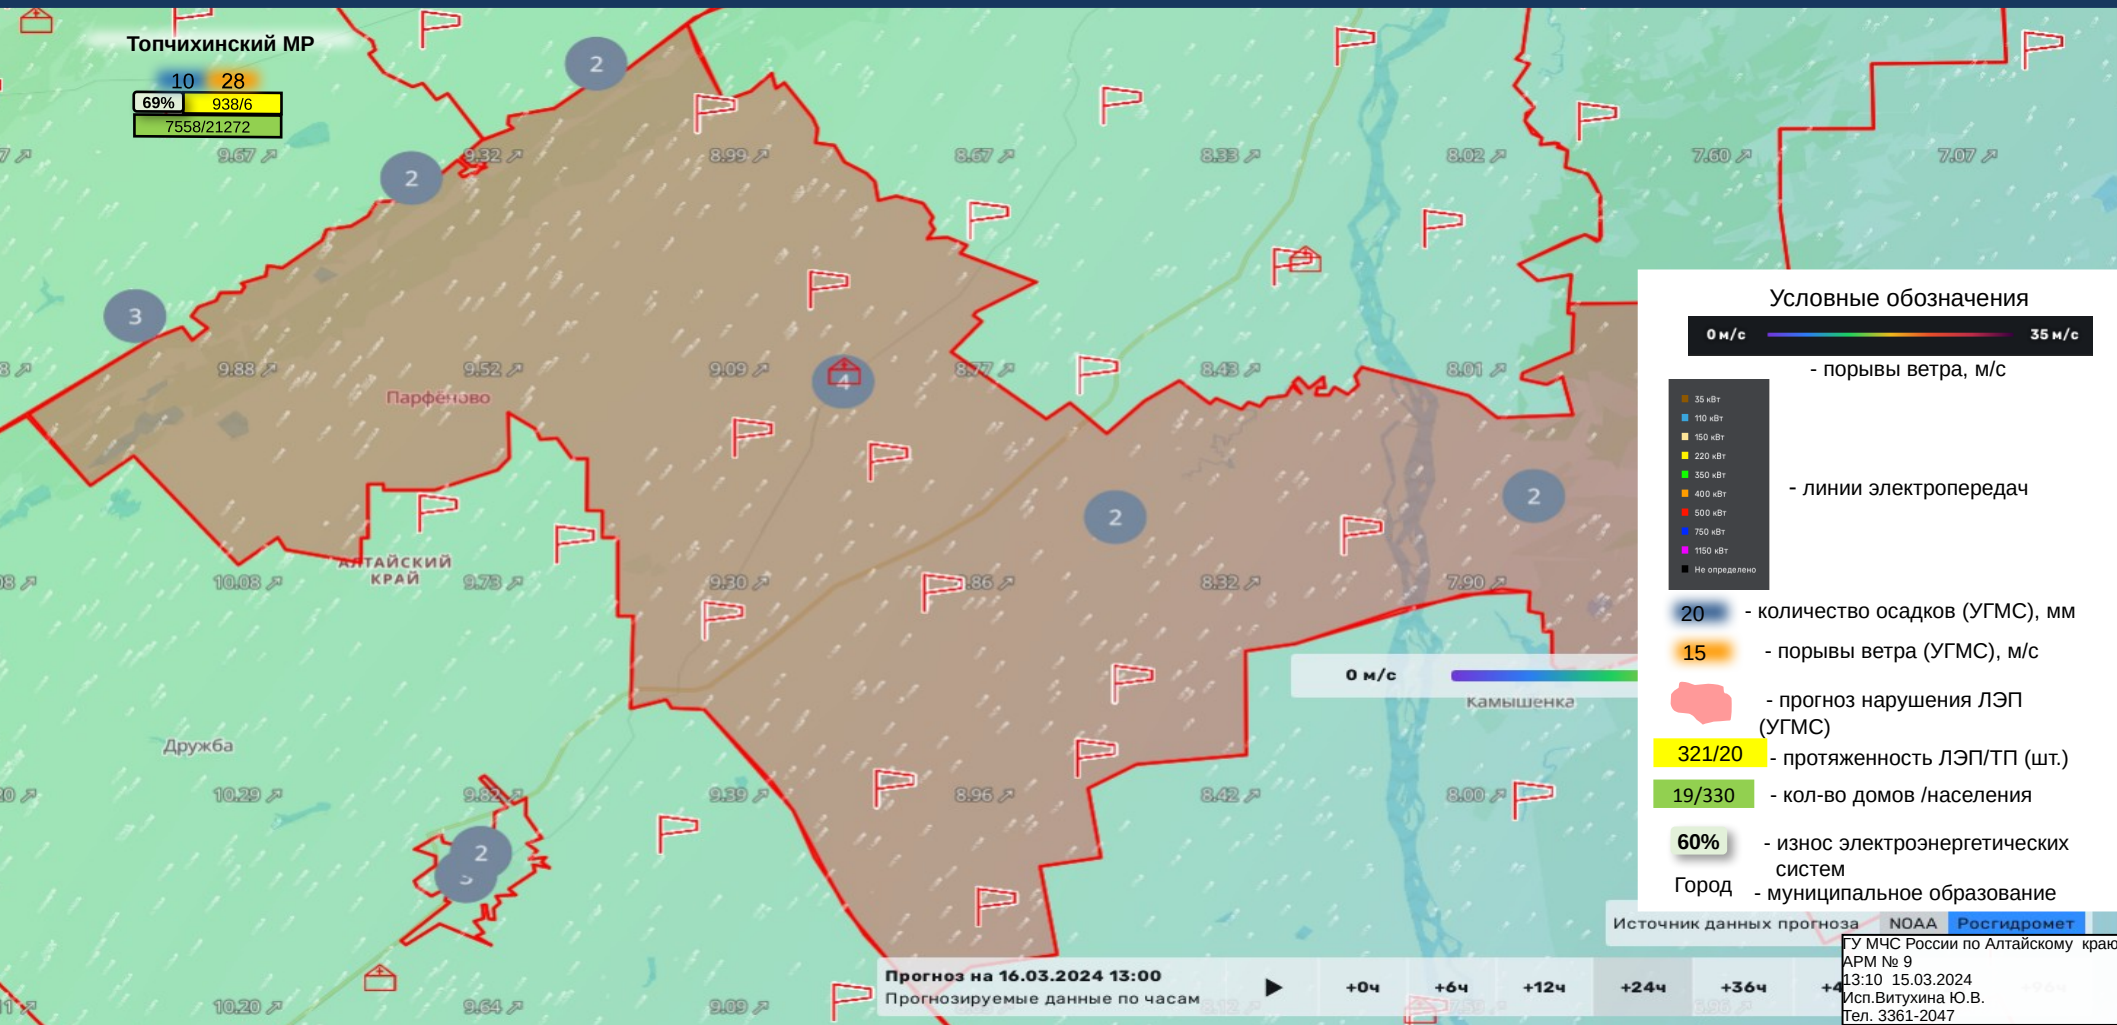 Топчихинский МР
10 28
69% 938/6
7558/21272
2
2
9.67 9.32 8.99 8.67 8.33 8.02 7.60 7.07
3
9.88 9.52 9.09 8.77 8.43 8.01
4
Парфёново
2
2
АЛТАЙСКИЙ
КРАЙ
10.08 9.73 9.30 .86 8.32 7.90
0 м/с
Камышенка
Дружба
10.29 9.82 9.39 8.96 8.42 8.00
2
10.20 9.64 9.09
Условные обозначения
0 м/с 35 м/с
- порывы ветра, м/с
35 кВт
110 кВт
150 кВт
220 кВт
350 кВт
400 кВт
500 кВт
750 кВт
1150 кВт
Не определено
- линии электропередач
20 - количество осадков (УГМС), мм
15 - порывы ветра (УГМС), м/с
- прогноз нарушения ЛЭП
(УГМС)
321/20 - протяженность ЛЭП/ТП (шт.)
19/330 - кол-во домов /населения
60% - износ электроэнергетических
систем
Город - муниципальное образование
Источник данных прогноза NOAA Росгидромет
Прогноз на 16.03.2024 13:00
Прогнозируемые данные по часам
+0ч +6ч +12ч +24ч +36ч
ГУ МЧС России по Алтайскому краю
АРМ № 9
13:10 15.03.2024
Исп.Витухина Ю.В.
Тел. 3361-2047